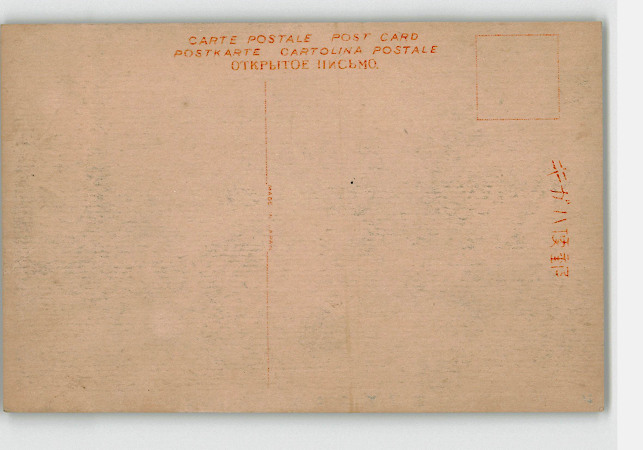 CARTE POSTALE POST CARD
POSTKARTE CARTOLINA POSTALE
ОТКРЫТОЕ ПИСЬМО.